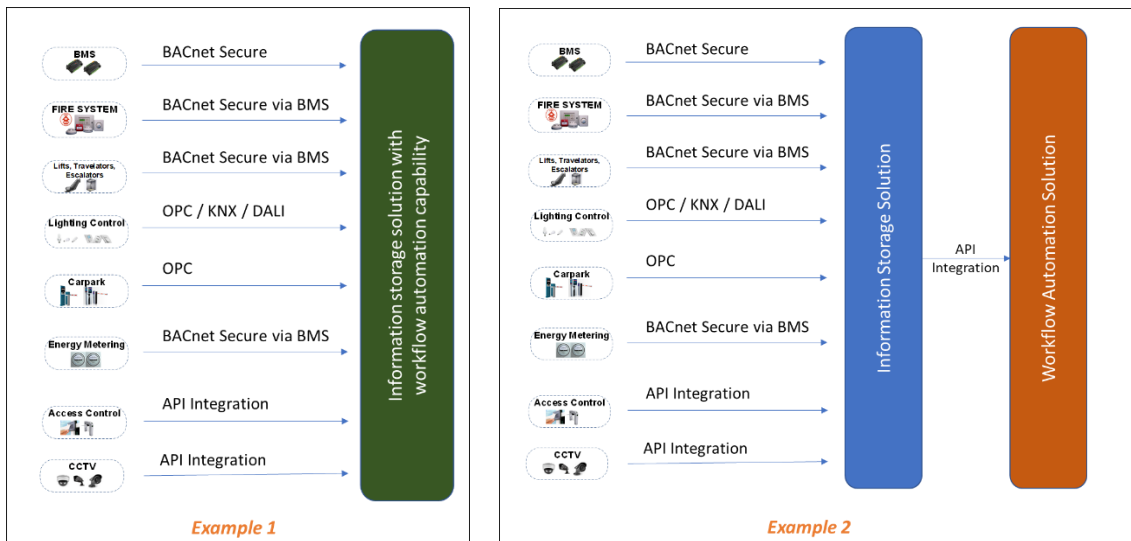 BMS
BACnet Secure
FIRE SYSTEM
BACnet Secure via BMS
Lifts, Travelators,
Escalators
BACnet Secure via BMS
Lighting Control
OPC / KNX / DALI
Carpark
OPC
Energy Metering
BACnet Secure via BMS
Access Control
API Integration
CCTV
API Integration
Information storage solution with
workflow automation capability
Example 1
BMS
BACnet Secure
FIRE SYSTEM
BACnet Secure via BMS
Lifts, Travelators,
Escalators
BACnet Secure via BMS
Lighting Control
OPC / KNX / DALI
Carpark
OPC
Energy Metering
BACnet Secure via BMS
Access Control
API Integration
CCTV
API Integration
Information Storage Solution
API
Integration
Workflow Automation Solution
Example 2